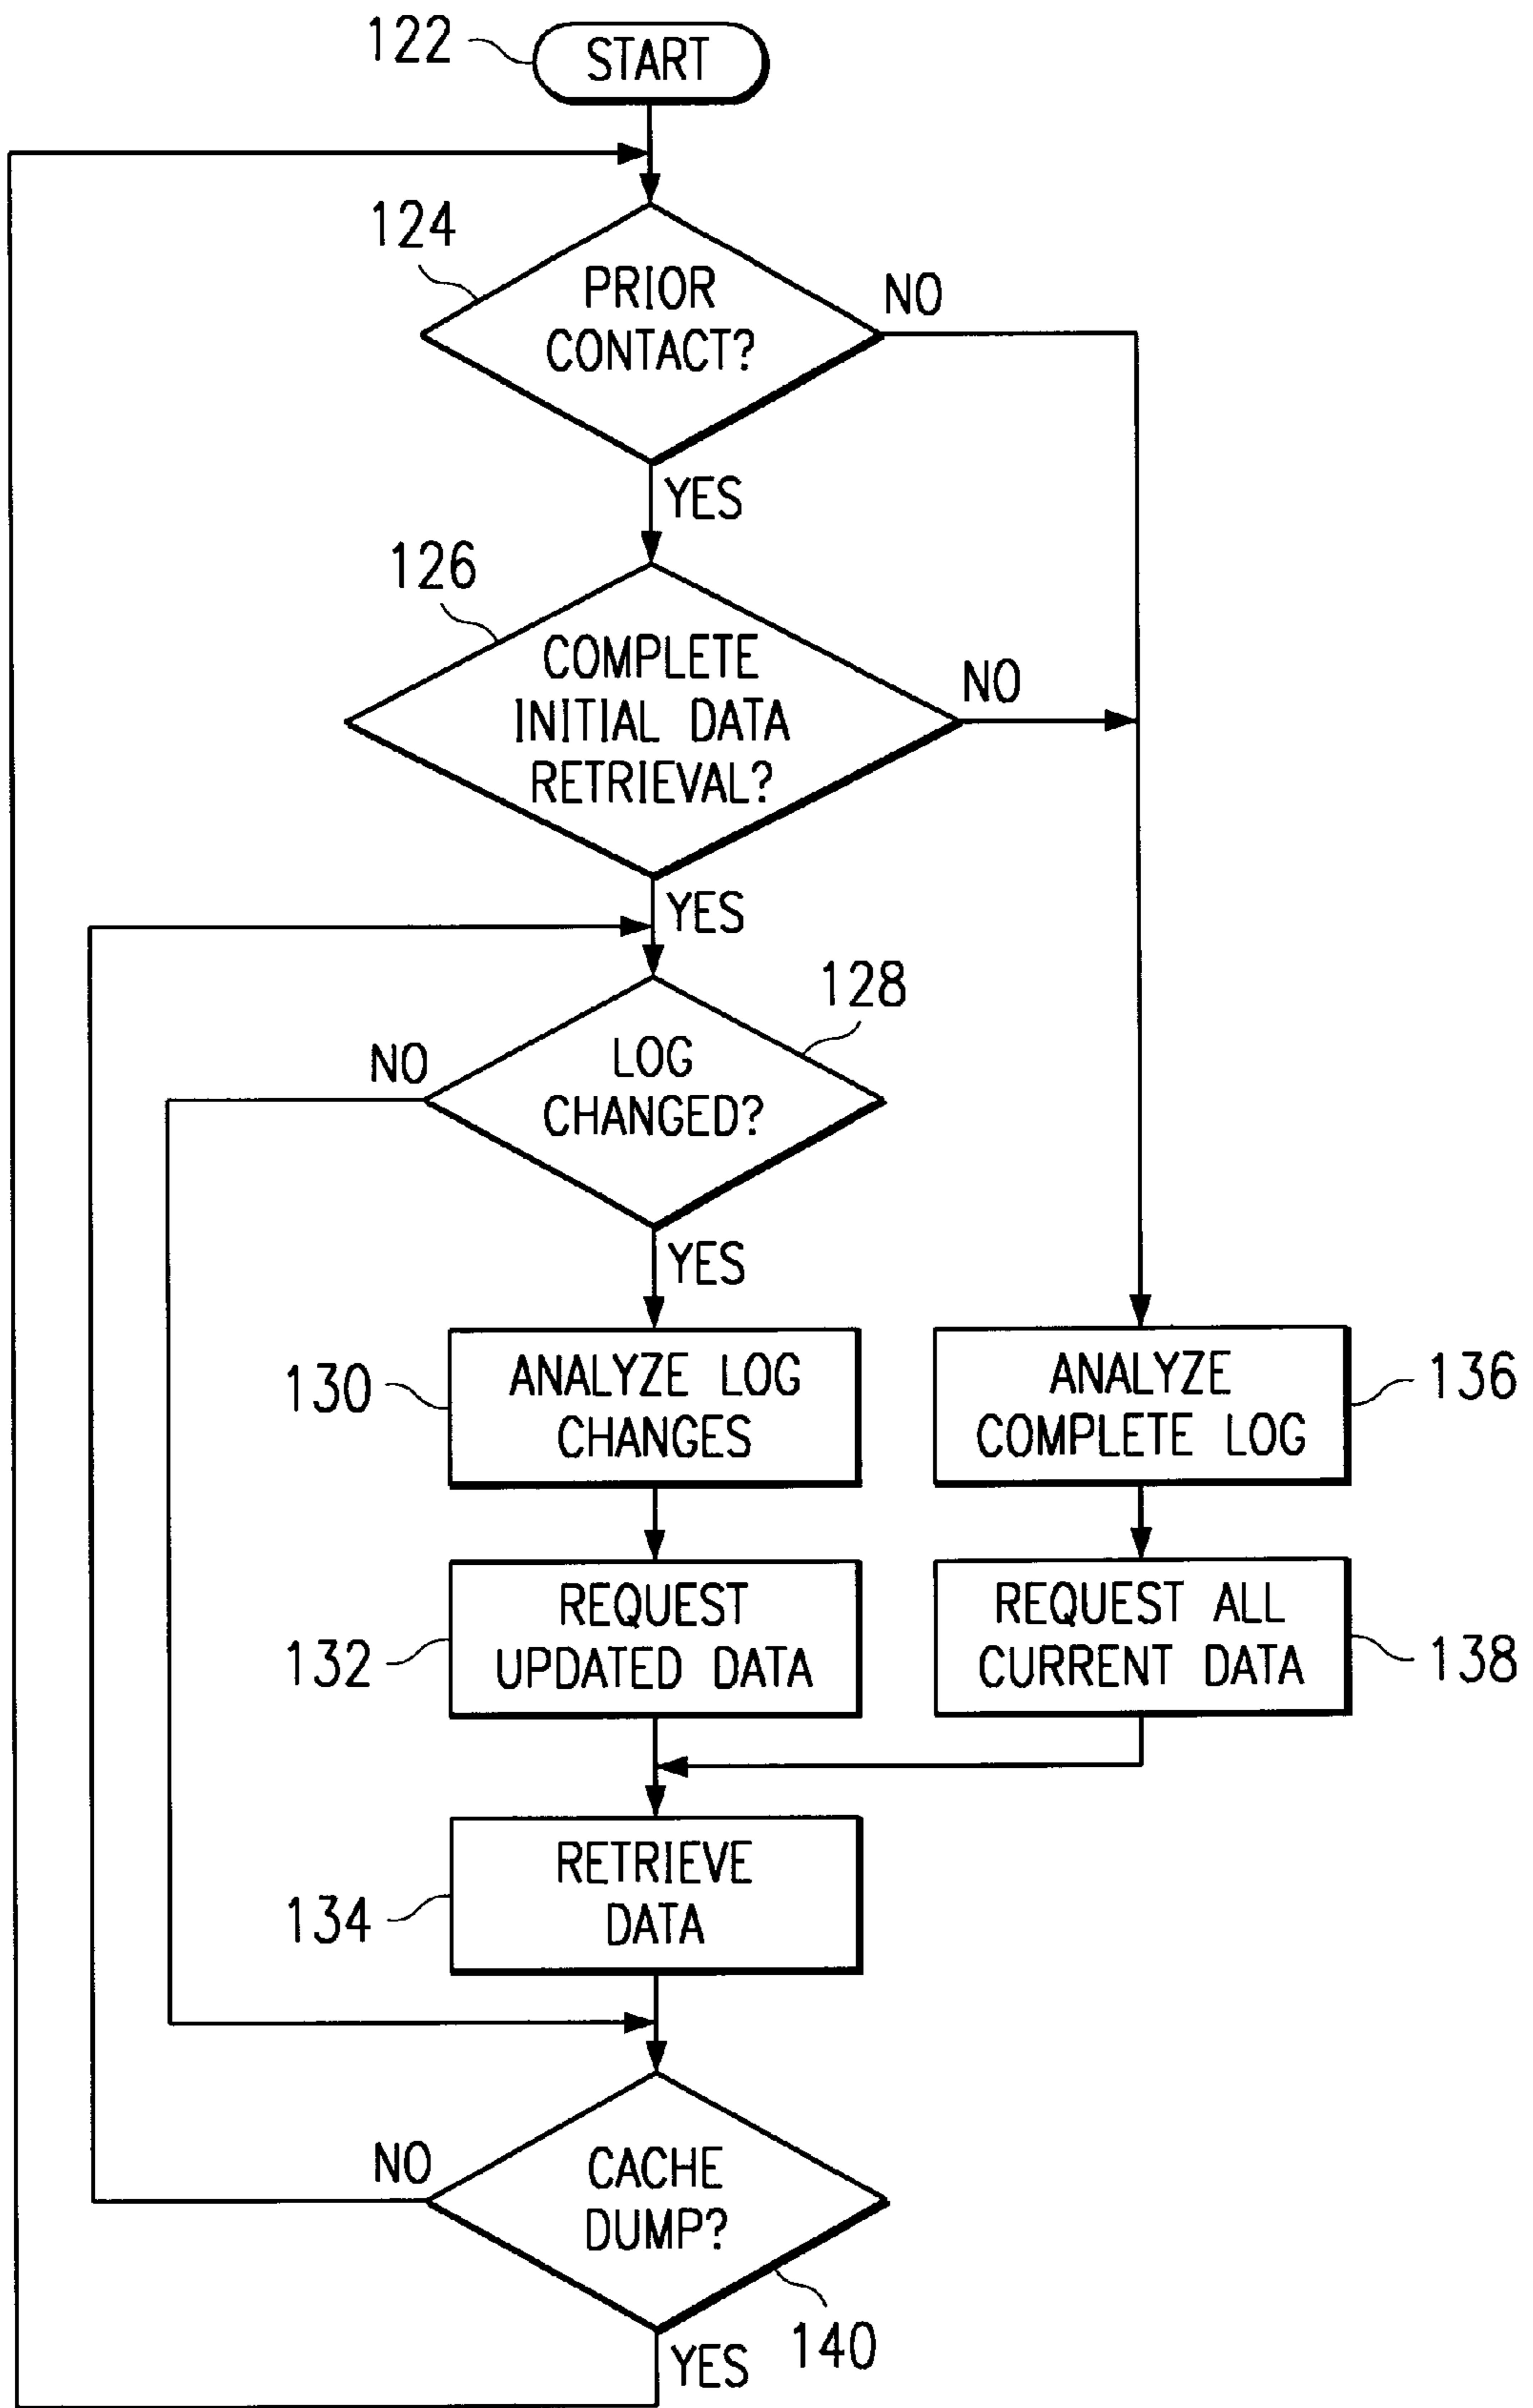 122
START
124
PRIOR
CONTACT?
NO
YES
126
COMPLETE
INITIAL DATA
RETRIEVAL?
NO
YES
128
LOG
CHANGED?
NO
YES
130
ANALYZE LOG
CHANGES
ANALYZE
COMPLETE LOG
136
132
REQUEST
UPDATED DATA
REQUEST ALL
CURRENT DATA
138
134
RETRIEVE
DATA
NO
CACHE
DUMP?
140
YES